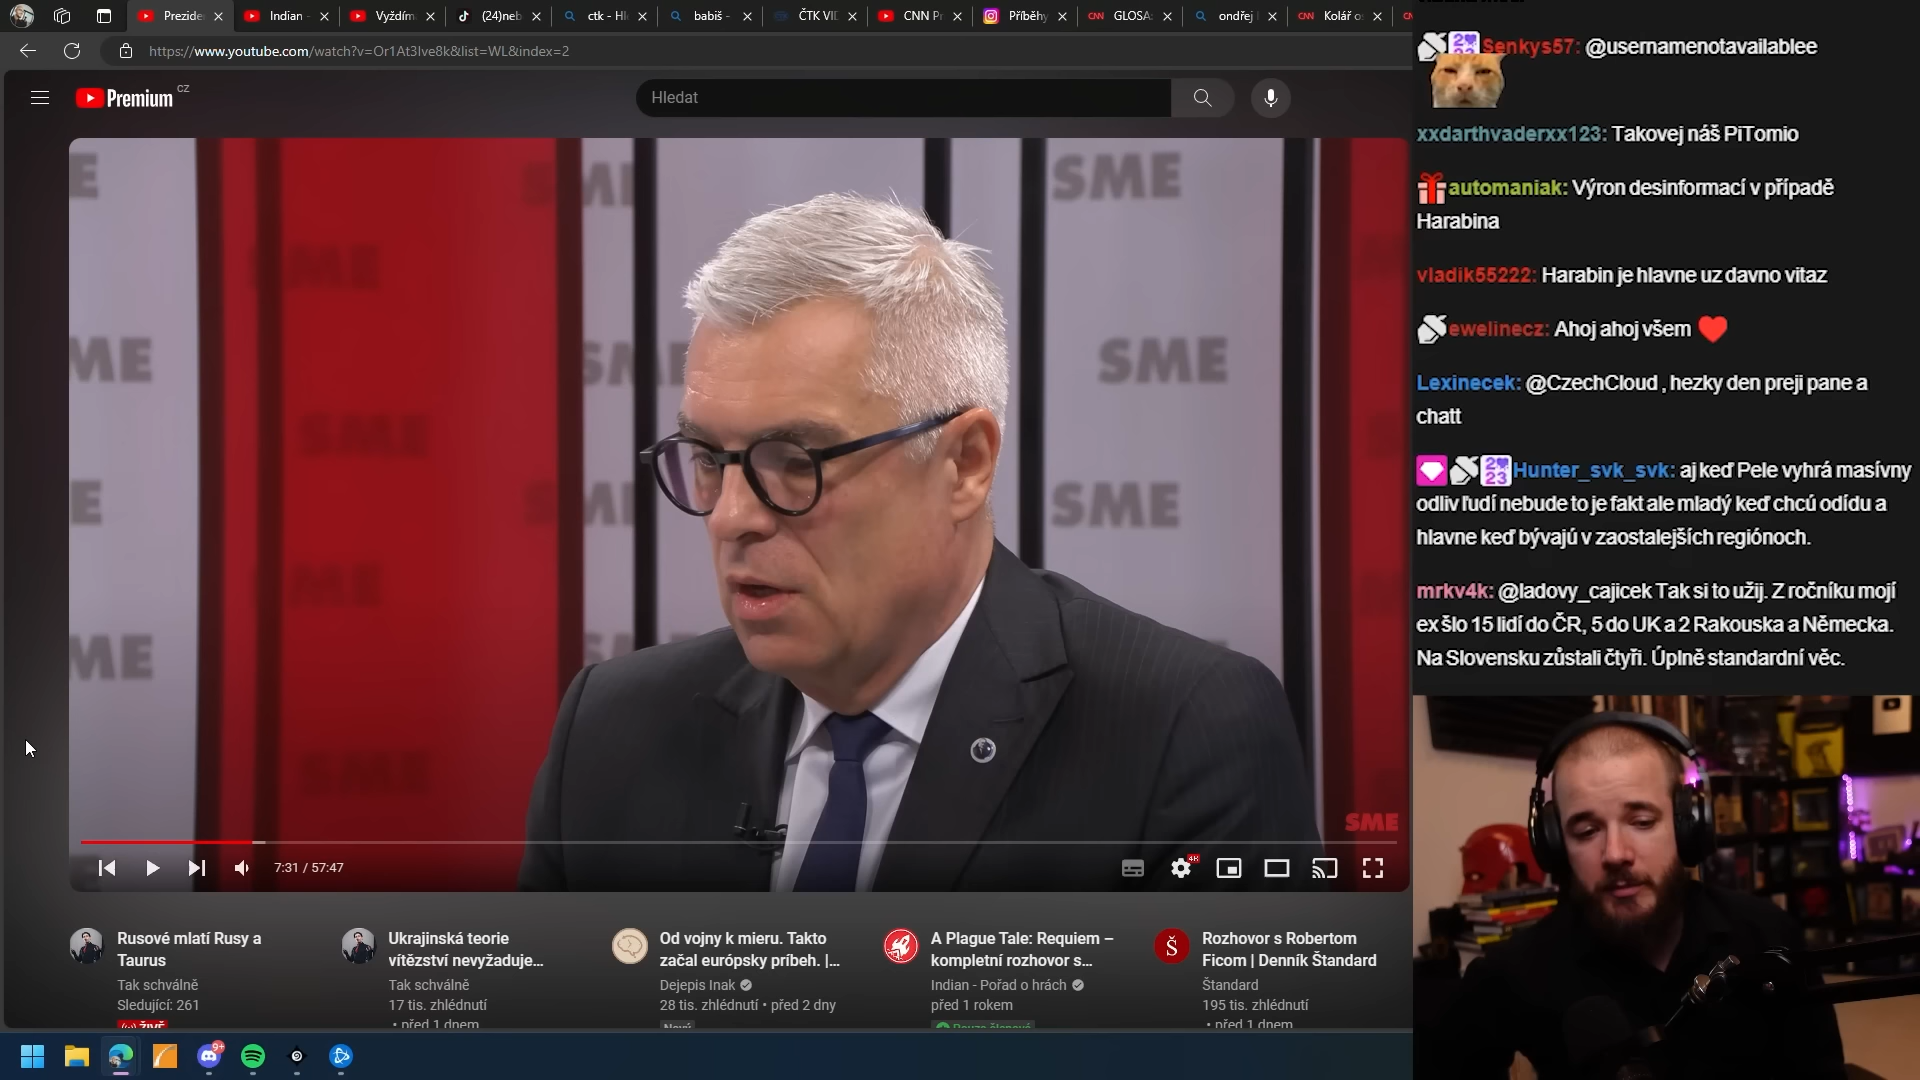 Prezide
Indian -
Vyždím
(24)neb
ctk - Hl
babiš -
ČTK VII
CNN P
Příběhy
GLOSA:
ondřej
Kolář o
https://www.youtube.com/watch?v=Or1At3lve8k&list=WL&index=2
Premium CZ
Hledat
SME
SME
SME
SME
SME
7:31 / 57:47
4K
Rusové mlatí Rusy a
Taurus
Tak schválně
Sledující: 261
ŽIVĚ
Ukrajinská teorie
vítězství nevyžaduje…
Tak schválně
17 tis. zhlédnutí
• před 1 dnem
Od vojny k mieru. Takto
začal európsky príbeh. |…
Dejepis Inak
28 tis. zhlédnutí • před 2 dny
Nový
A Plague Tale: Requiem –
kompletní rozhovor s…
Indian - Pořad o hrách
před 1 rokem
Š
Rozhovor s Robertom
Ficom | Denník Štandard
Štandard
195 tis. zhlédnutí
• před 1 dnem
9+
Senkys57: @usernamenotavailablee
xxdarthvaderxx123: Takovej náš PiTomio
automaniak: Výron desinformací v případě
Harabina
vladik55222: Harabin je hlavne uz davno vitaz
ewelinecz: Ahoj ahoj všem
Lexinecek: @CzechCloud , hezky den preji pane a
chatt
Hunter_svk_svk: aj keď Pele vyhrá masívny
odliv ľudí nebude to je fakt ale mladý keď chcú odídu a
hlavne keď bývajú v zaostalejších regiónoch.
mrkv4k: @ladovy_cajicek Tak si to užij. Z ročníku mojí
ex šlo 15 lidí do ČR, 5 do UK a 2 Rakouska a Německa.
Na Slovensku zůstali čtyři. Úplně standardní věc.